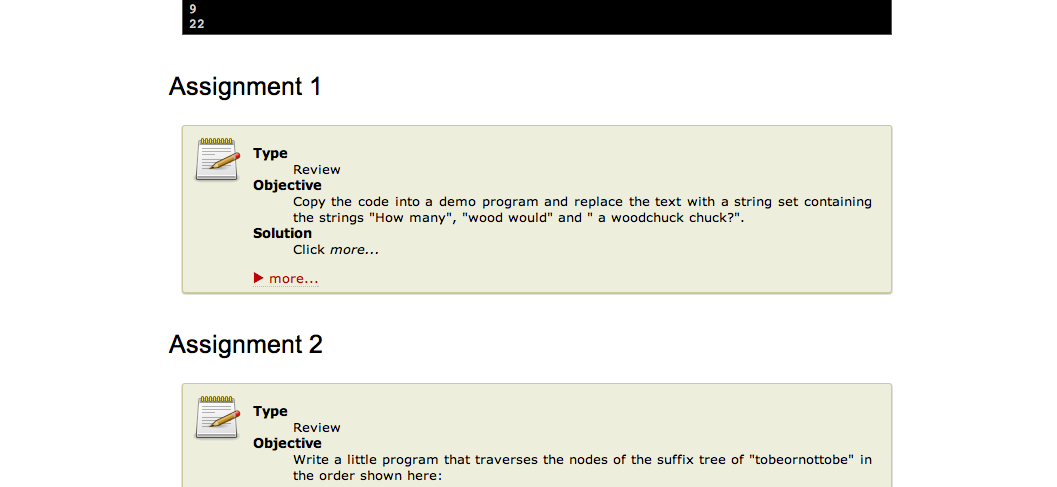 9
22
Assignment 1
Type
Review
Objective
Copy the code into a demo program and replace the text with a string set containing
the strings "How many", "wood would" and " a woodchuck chuck?".
Solution
Click more...
▶ more...
Assignment 2
Type
Review
Objective
Write a little program that traverses the nodes of the suffix tree of "tobeornottobe" in
the order shown here: